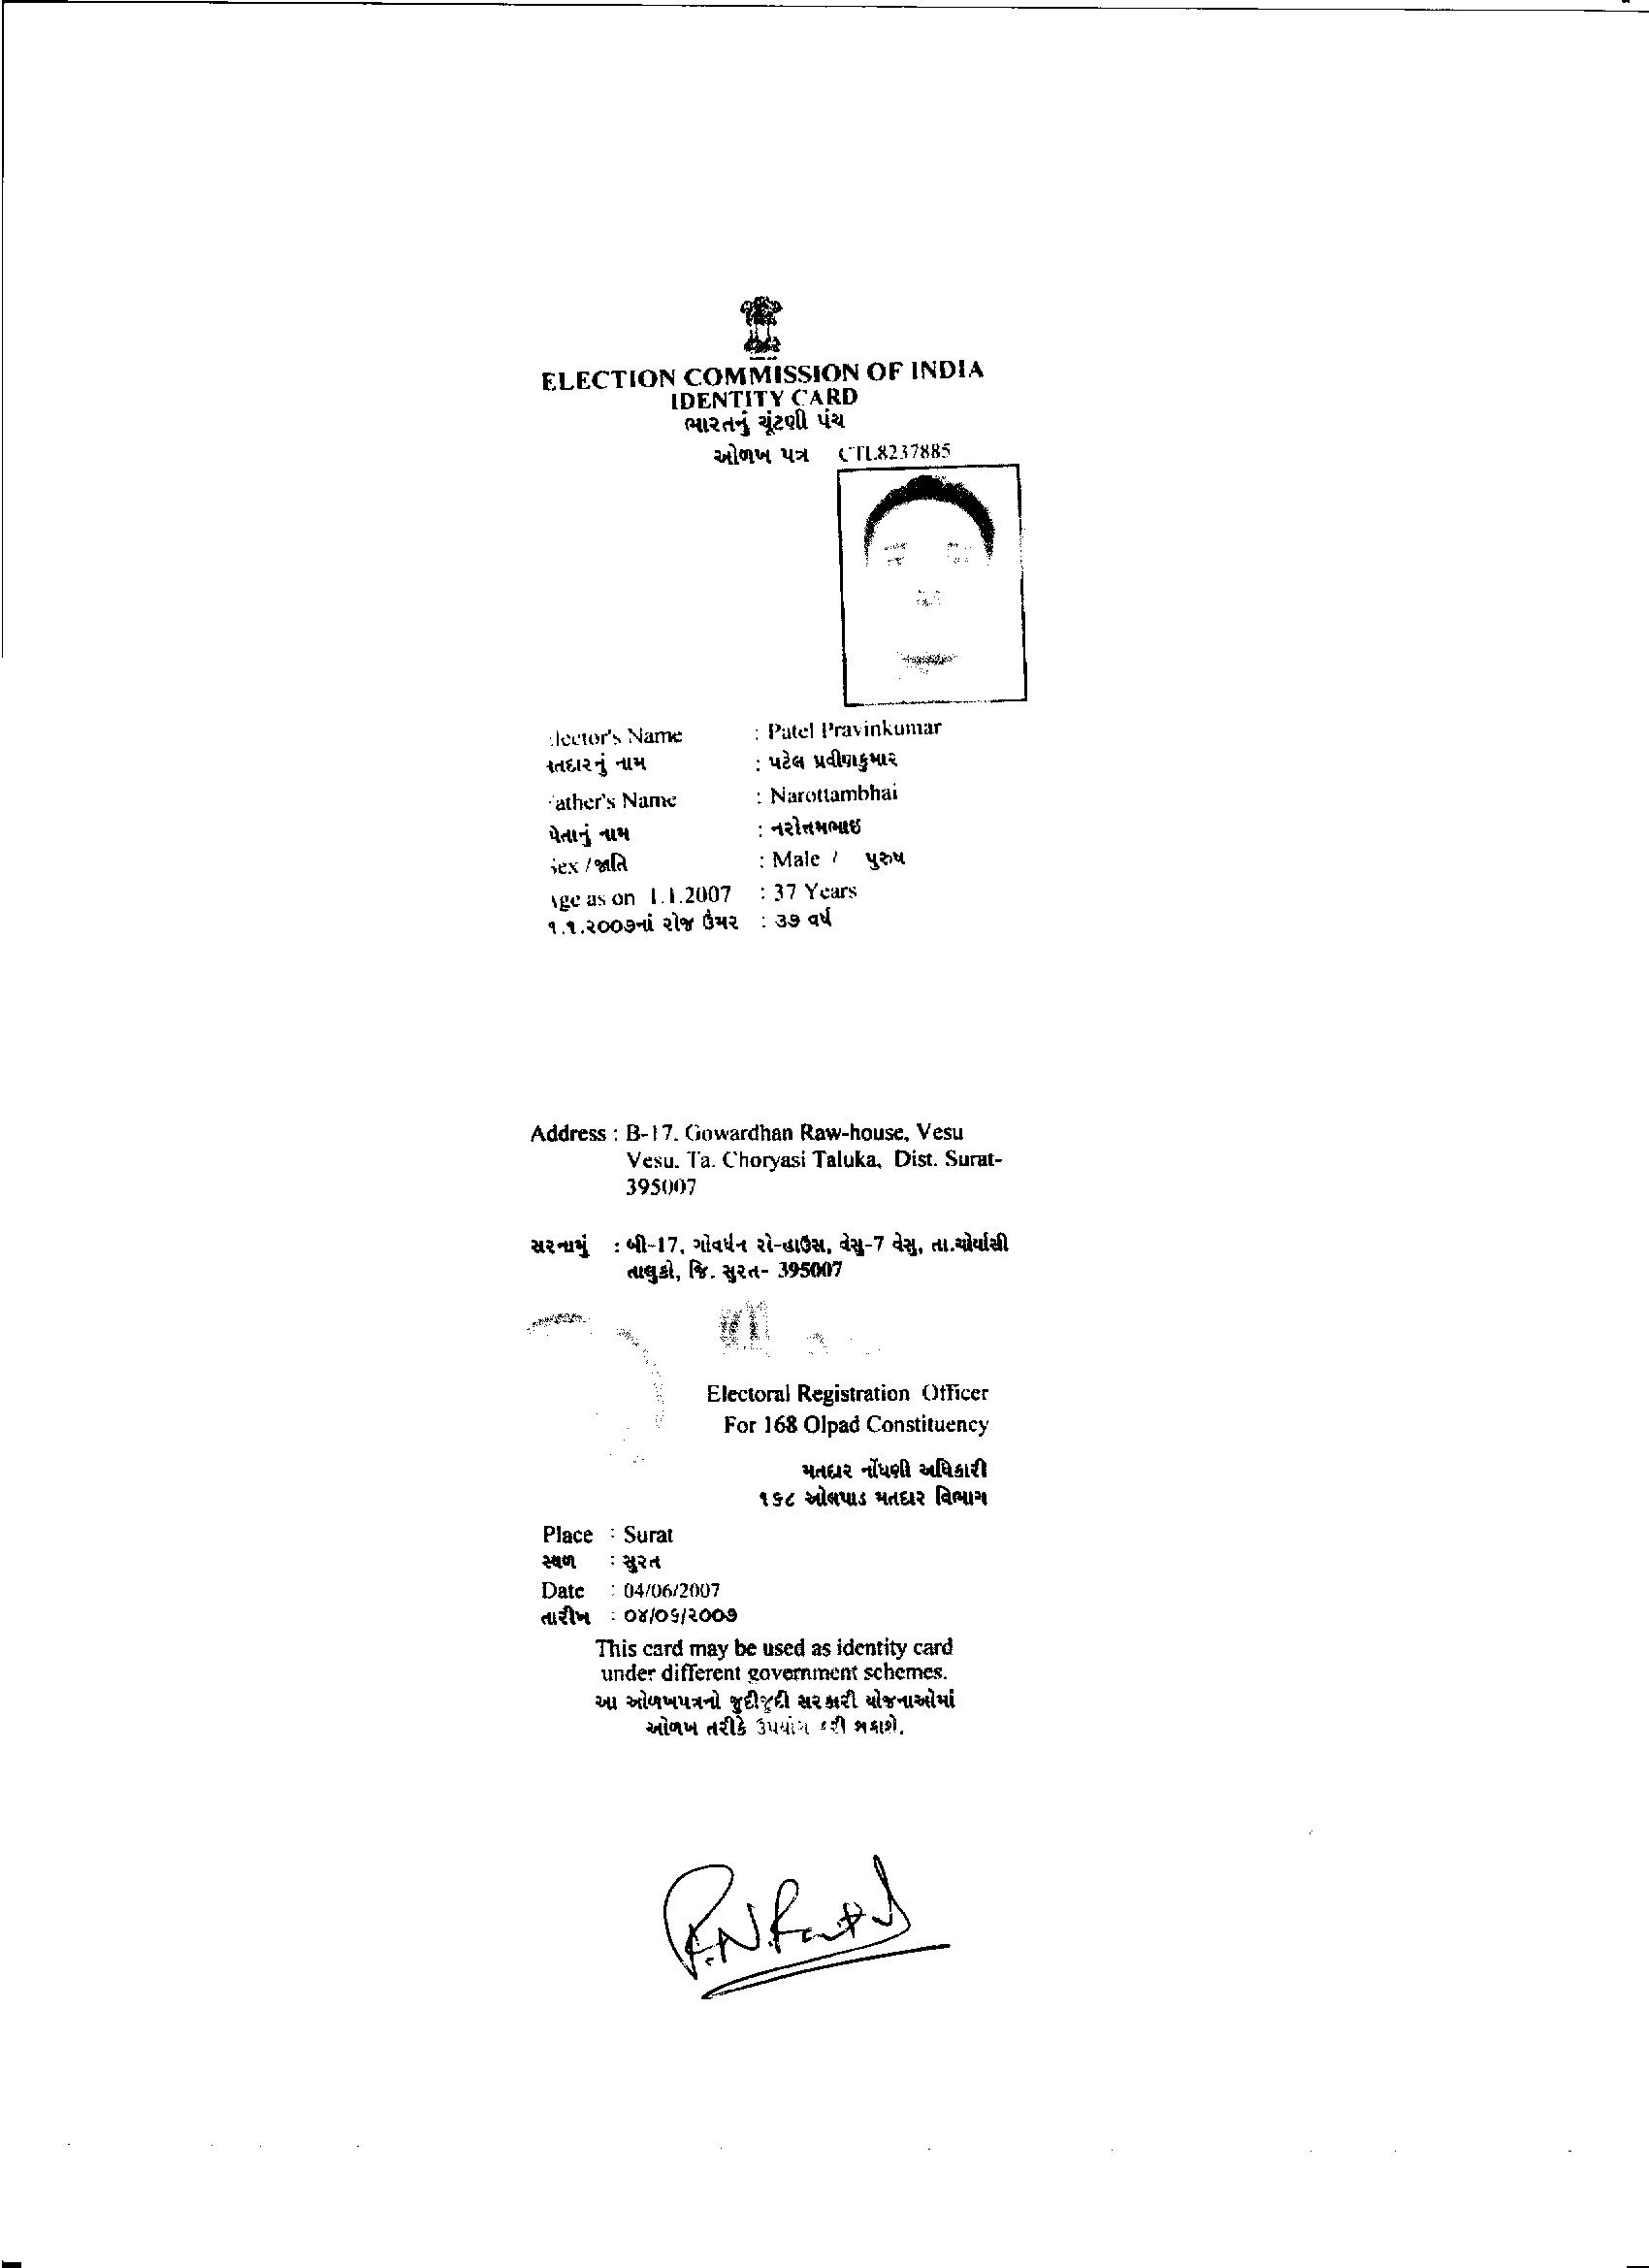 ELECTION COMMISSION OF INDIA
IDENTITY CARD
ભારતનું ચૂંટણી પંચ
ઓળખ પત્ર CTL8237885
lector's Name : Patel Pravinkumar
તદારનું નામ : પટેલ પ્રવીણકુમાર
ather's Name : Narottambhai
પેતાનું નામ : નરોત્તમભાઇ
Sex / જાતિ : Male / પુરુષ
Age as on 1.1.2007 : 37 Years
૧.૧.૨૦૦૭નાં રોજ ઉંમર : ૩૭ વર્ષ
Address : B-17, Gowardhan Raw-house, Vesu
Vesu. Ta. Choryasi Taluka, Dist. Surat-
395007
સરનામું : બી-17, ગોવર્ધન રો-હાઉસ, વેસુ-7 વેસુ, તા.ચોર્યાસી
તાલુકો, જિ. સુરત- 395007
Electoral Registration Officer
For 168 Olpad Constituency
મતદાર નોંધણી અધિકારી
૧૬૮ ઓલપાડ મતદાર વિભાગ
Place : Surat
સ્થળ : સુરત
Date : 04/06/2007
તારીખ : ૦૪/૦૬/૨૦૦૭
This card may be used as identity card
under different government schemes.
આ ઓળખપત્રનો જુદીજુદી સરકારી યોજનાઓમાં
ઓળખ તરીકે ઉપયોગ કરી શકાશે.